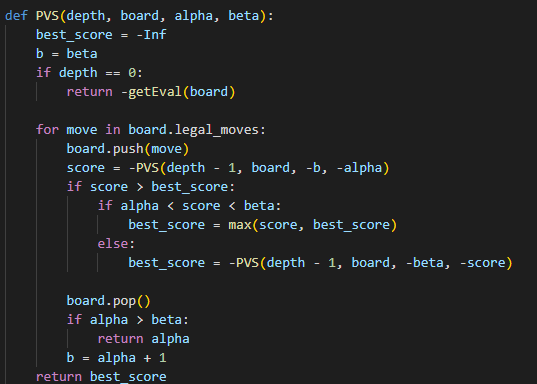 def PVS(depth, board, alpha, beta):
    best_score = -Inf
    b = beta
    if depth == 0:
        return -getEval(board)

    for move in board.legal_moves:
        board.push(move)
        score = -PVS(depth - 1, board, -b, -alpha)
        if score > best_score:
            if alpha < score < beta:
                best_score = max(score, best_score)
            else:
                best_score = -PVS(depth - 1, board, -beta, -score)

        board.pop()
        if alpha > beta:
            return alpha
        b = alpha + 1
    return best_score